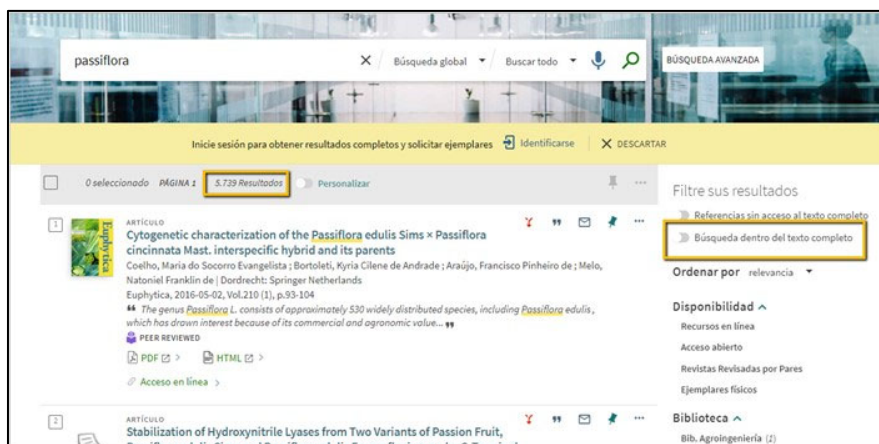 passiflora
Búsqueda global
Buscar todo
BÚSQUEDA AVANZADA
Inicie sesión para obtener resultados completos y solicitar ejemplares Identificarse DESCARTAR
0 seleccionado PÁGINA 1 5.739 Resultados Personalizar
Filtre sus resultados
Referencias sin acceso al texto completo
Búsqueda dentro del texto completo
Ordenar por relevancia
Disponibilidad
Recursos en línea
Acceso abierto
Revistas Revisadas por Pares
Ejemplares físicos
Biblioteca
Bib. Agroingeniería (1)
1
Euphytica
ARTÍCULO
Cytogenetic characterization of the Passiflora edulis Sims × Passiflora
cincinnata Mast. interspecific hybrid and its parents
Coelho, Maria do Socorro Evangelista ; Bortoleti, Kyria Cilene de Andrade ; Araújo, Francisco Pinheiro de ; Melo,
Natoniel Franklin de | Dordrecht: Springer Netherlands
Euphytica, 2016-05-02, Vol.210 (1), p.93-104
The genus Passiflora L. consists of approximately 530 widely distributed species, including Passiflora edulis,
which has drawn interest because of its commercial and agronomic value...
PEER REVIEWED
PDF HTML
Acceso en línea
2
ARTÍCULO
Stabilization of Hydroxynitrile Lyases from Two Variants of Passion Fruit,